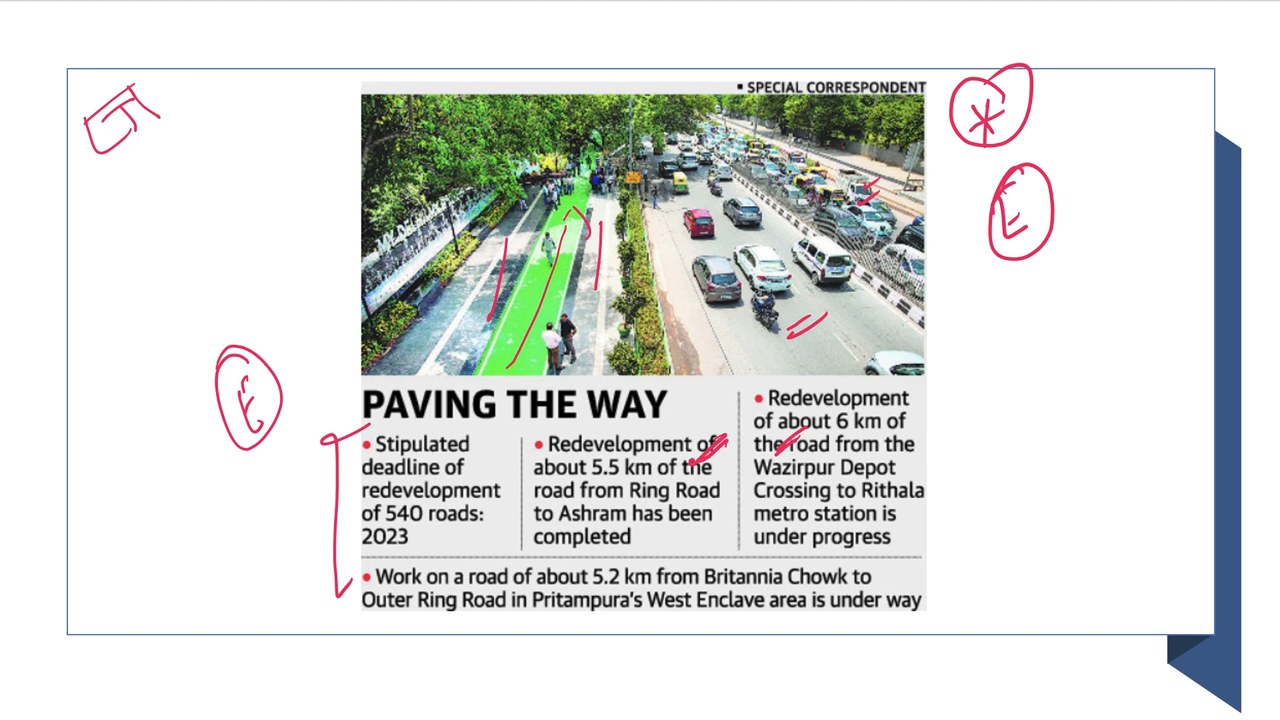 ▪ SPECIAL CORRESPONDENT
PAVING THE WAY
• Stipulated
deadline of
redevelopment
of 540 roads:
2023
• Redevelopment of
about 5.5 km of the
road from Ring Road
to Ashram has been
completed
• Redevelopment
of about 6 km of
the road from the
Wazirpur Depot
Crossing to Rithala
metro station is
under progress
• Work on a road of about 5.2 km from Britannia Chowk to
Outer Ring Road in Pritampura's West Enclave area is under way